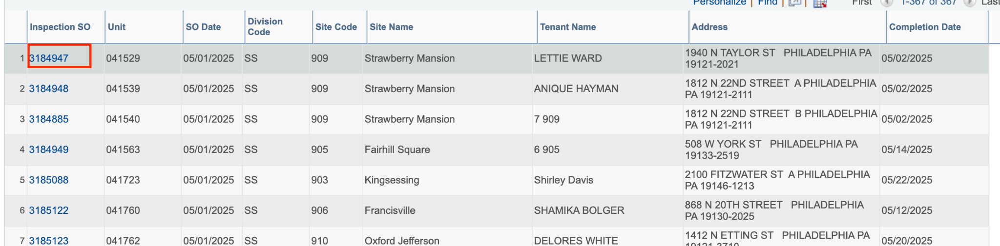 Personalize | Find | | First 1-367 of 367 Last
Inspection SO Unit SO Date Division Code Site Code Site Name Tenant Name Address Completion Date
1 3184947 041529 05/01/2025 SS 909 Strawberry Mansion LETTIE WARD 1940 N TAYLOR ST PHILADELPHIA PA 05/02/2025
19121-2021
2 3184948 041539 05/01/2025 SS 909 Strawberry Mansion ANIQUE HAYMAN 1812 N 22ND STREET A PHILADELPHIA 05/02/2025
PA 19121-2111
3 3184885 041540 05/01/2025 SS 909 Strawberry Mansion 7 909 1812 N 22ND STREET B PHILADELPHIA 05/02/2025
PA 19121-2111
4 3184949 041563 05/01/2025 SS 905 Fairhill Square 6 905 508 W YORK ST PHILADELPHIA PA 05/14/2025
19133-2519
5 3185088 041723 05/01/2025 SS 903 Kingsessing Shirley Davis 2100 FITZWATER ST A PHILADELPHIA 05/22/2025
PA 19146-1213
6 3185122 041760 05/01/2025 SS 906 Francisville SHAMIKA BOLGER 868 N 20TH STREET PHILADELPHIA 05/12/2025
PA 19130-2025
7 3185123 041762 05/01/2025 SS 910 Oxford Jefferson DELORES WHITE 1412 N ETTING ST PHILADELPHIA PA 05/20/2025